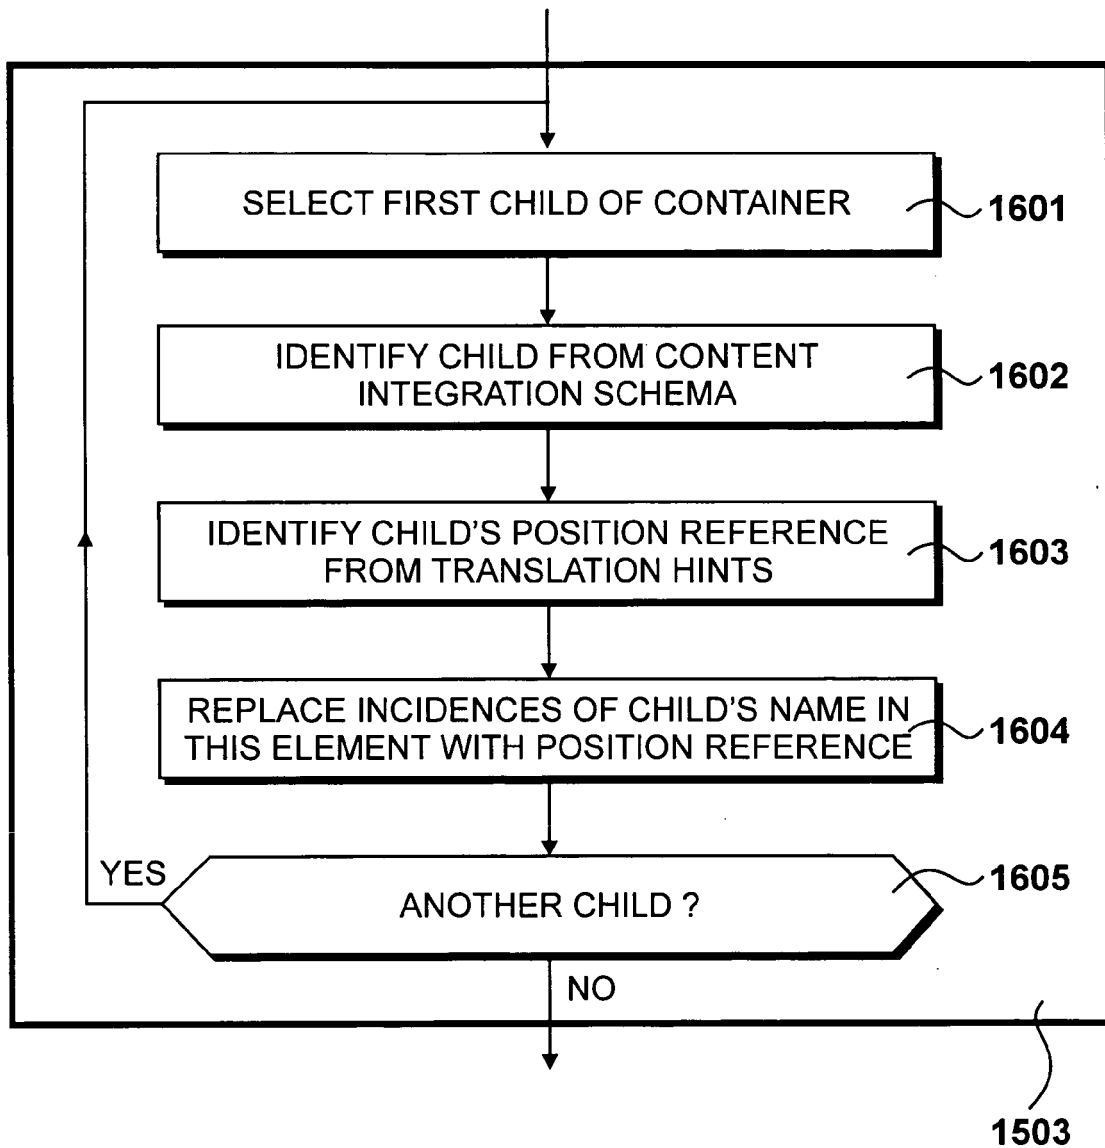 SELECT FIRST CHILD OF CONTAINER
1601
IDENTIFY CHILD FROM CONTENT
INTEGRATION SCHEMA
1602
IDENTIFY CHILD'S POSITION REFERENCE
FROM TRANSLATION HINTS
1603
REPLACE INCIDENCES OF CHILD'S NAME IN
THIS ELEMENT WITH POSITION REFERENCE
1604
YES
ANOTHER CHILD ?
1605
NO
1503